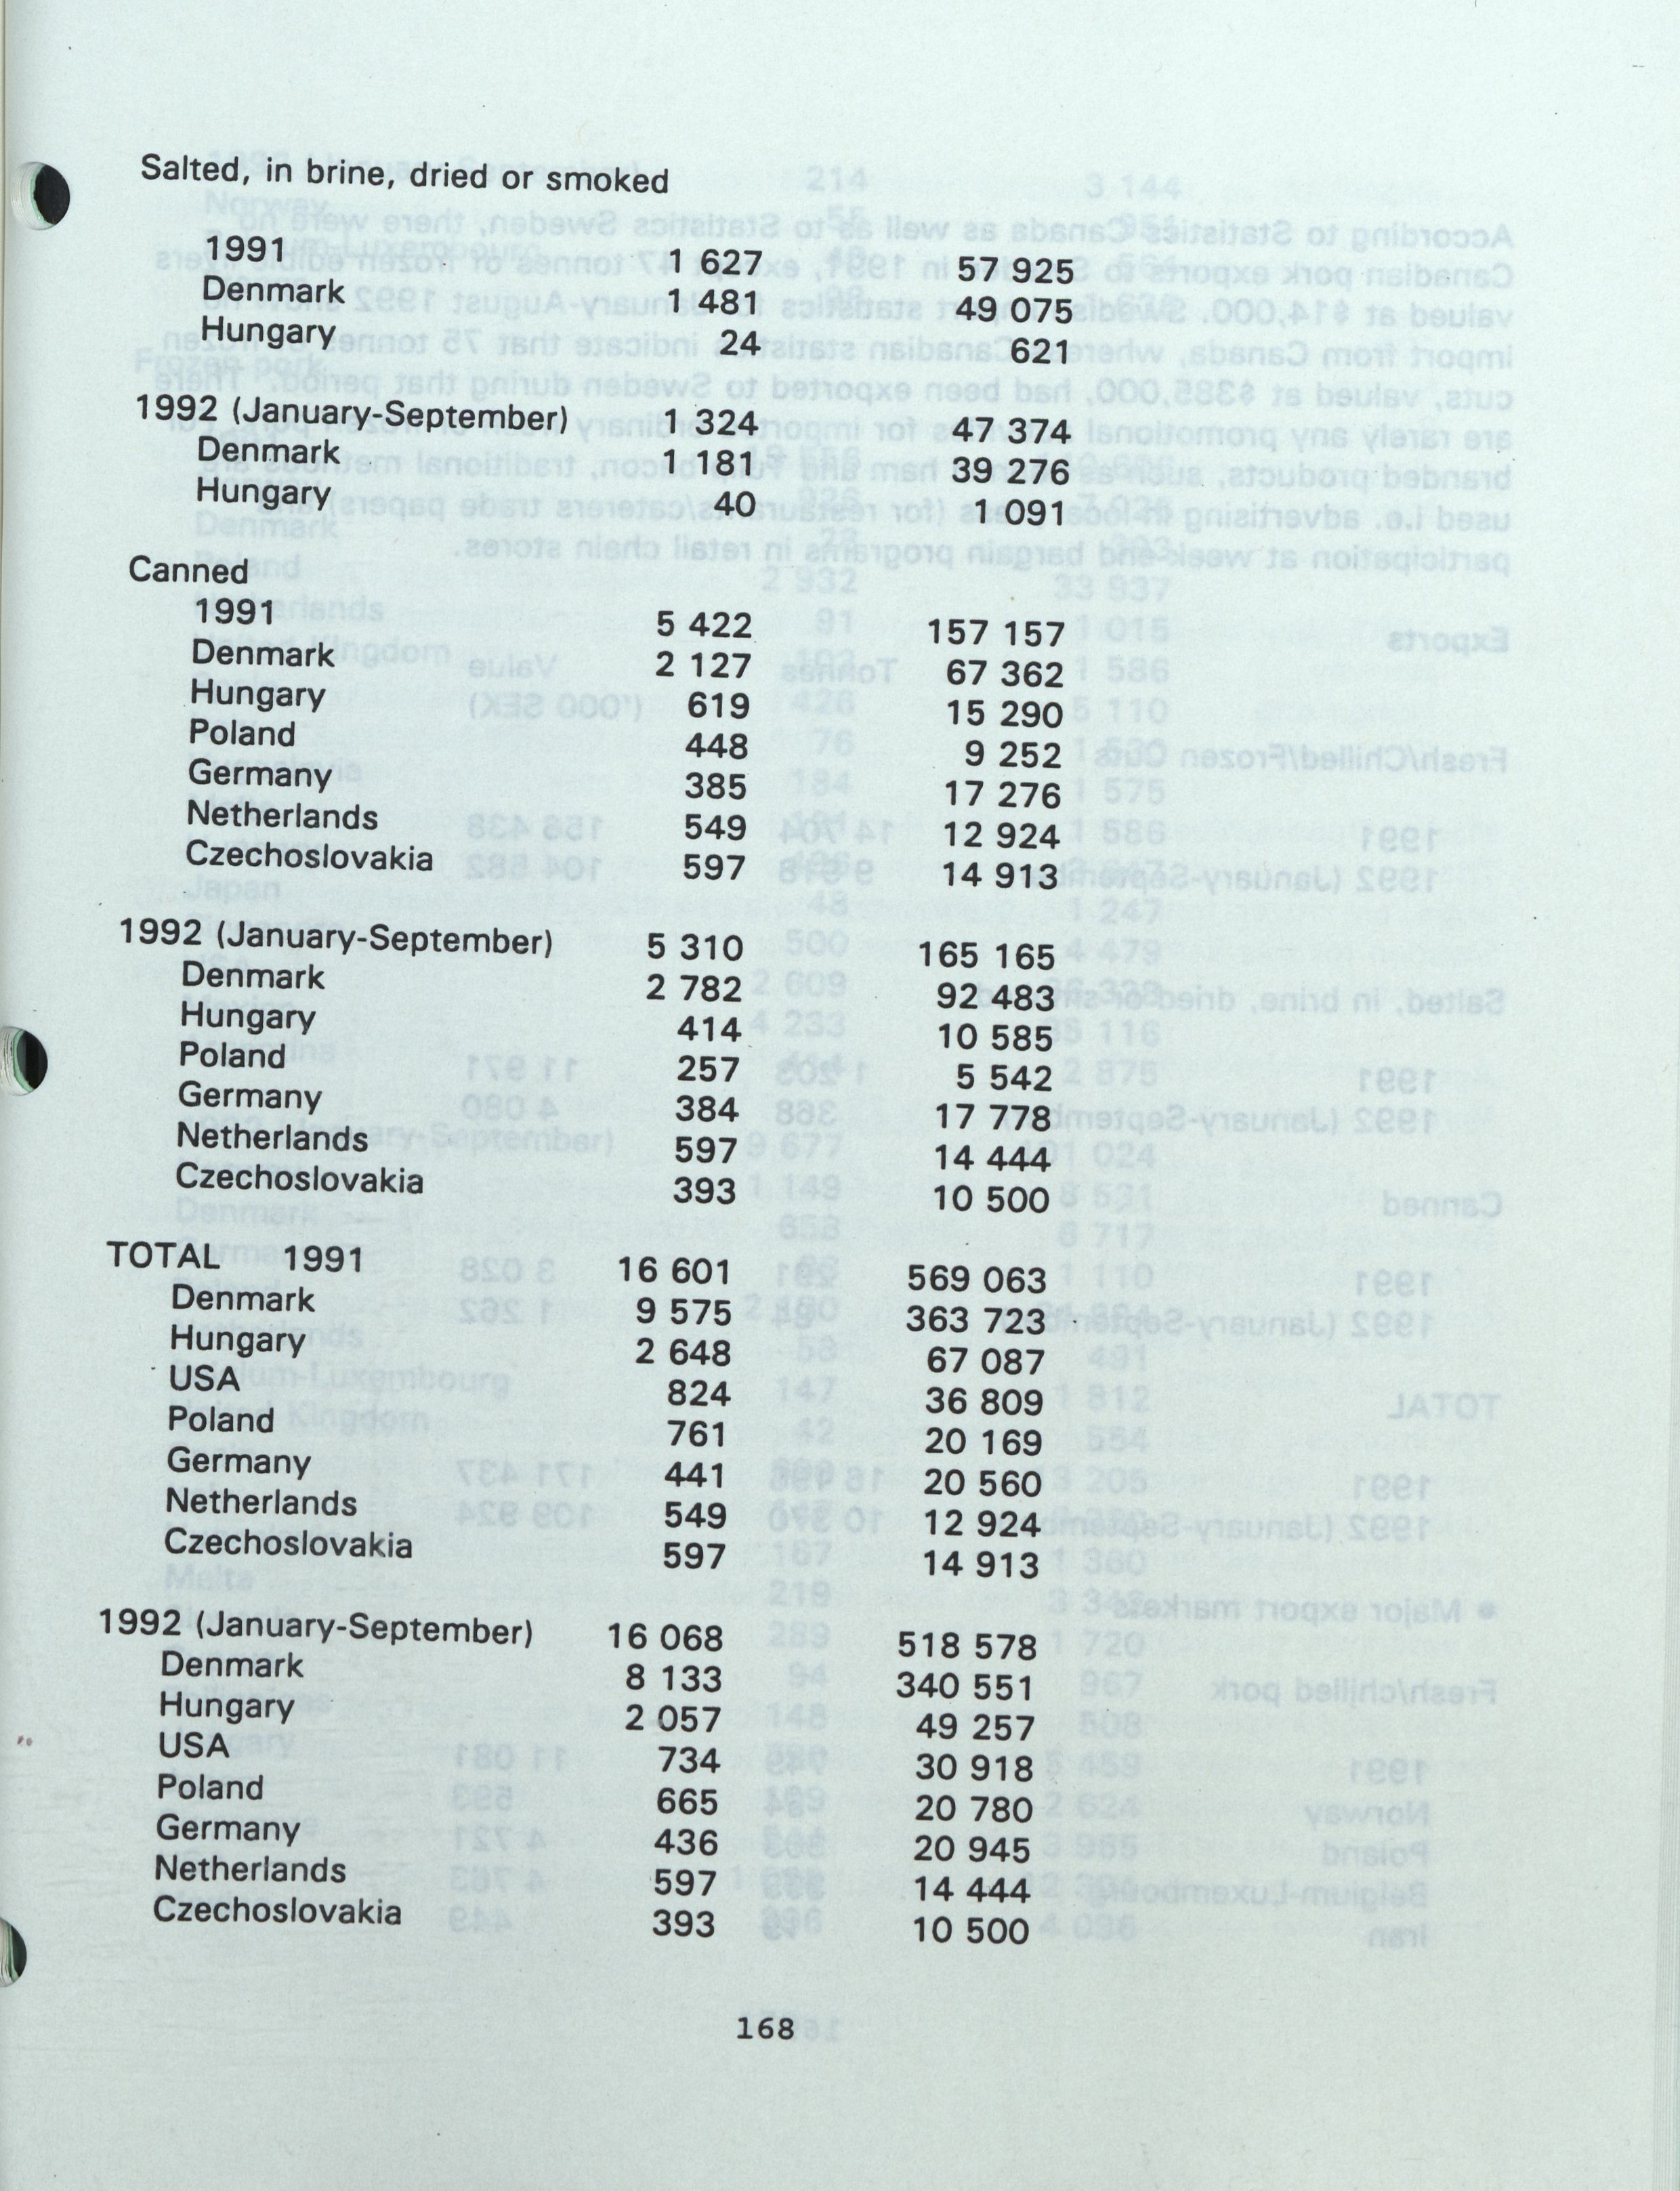 Salted, in brine, dried or smoked
1991 1 627 57 925
Denmark 1 481 49 075
Hungary 24 621
1992 (January-September) 1 324 47 374
Denmark 1 181 39 276
Hungary 40 1 091
Canned
1991 5 422 157 157
Denmark 2 127 67 362
Hungary 619 15 290
Poland 448 9 252
Germany 385 17 276
Netherlands 549 12 924
Czechoslovakia 597 14 913
1992 (January-September) 5 310 165 165
Denmark 2 782 92 483
Hungary 414 10 585
Poland 257 5 542
Germany 384 17 778
Netherlands 597 14 444
Czechoslovakia 393 10 500
TOTAL 1991 16 601 569 063
Denmark 9 575 363 723
Hungary 2 648 67 087
USA 824 36 809
Poland 761 20 169
Germany 441 20 560
Netherlands 549 12 924
Czechoslovakia 597 14 913
1992 (January-September) 16 068 518 578
Denmark 8 133 340 551
Hungary 2 057 49 257
USA 734 30 918
Poland 665 20 780
Germany 436 20 945
Netherlands 597 14 444
Czechoslovakia 393 10 500
168